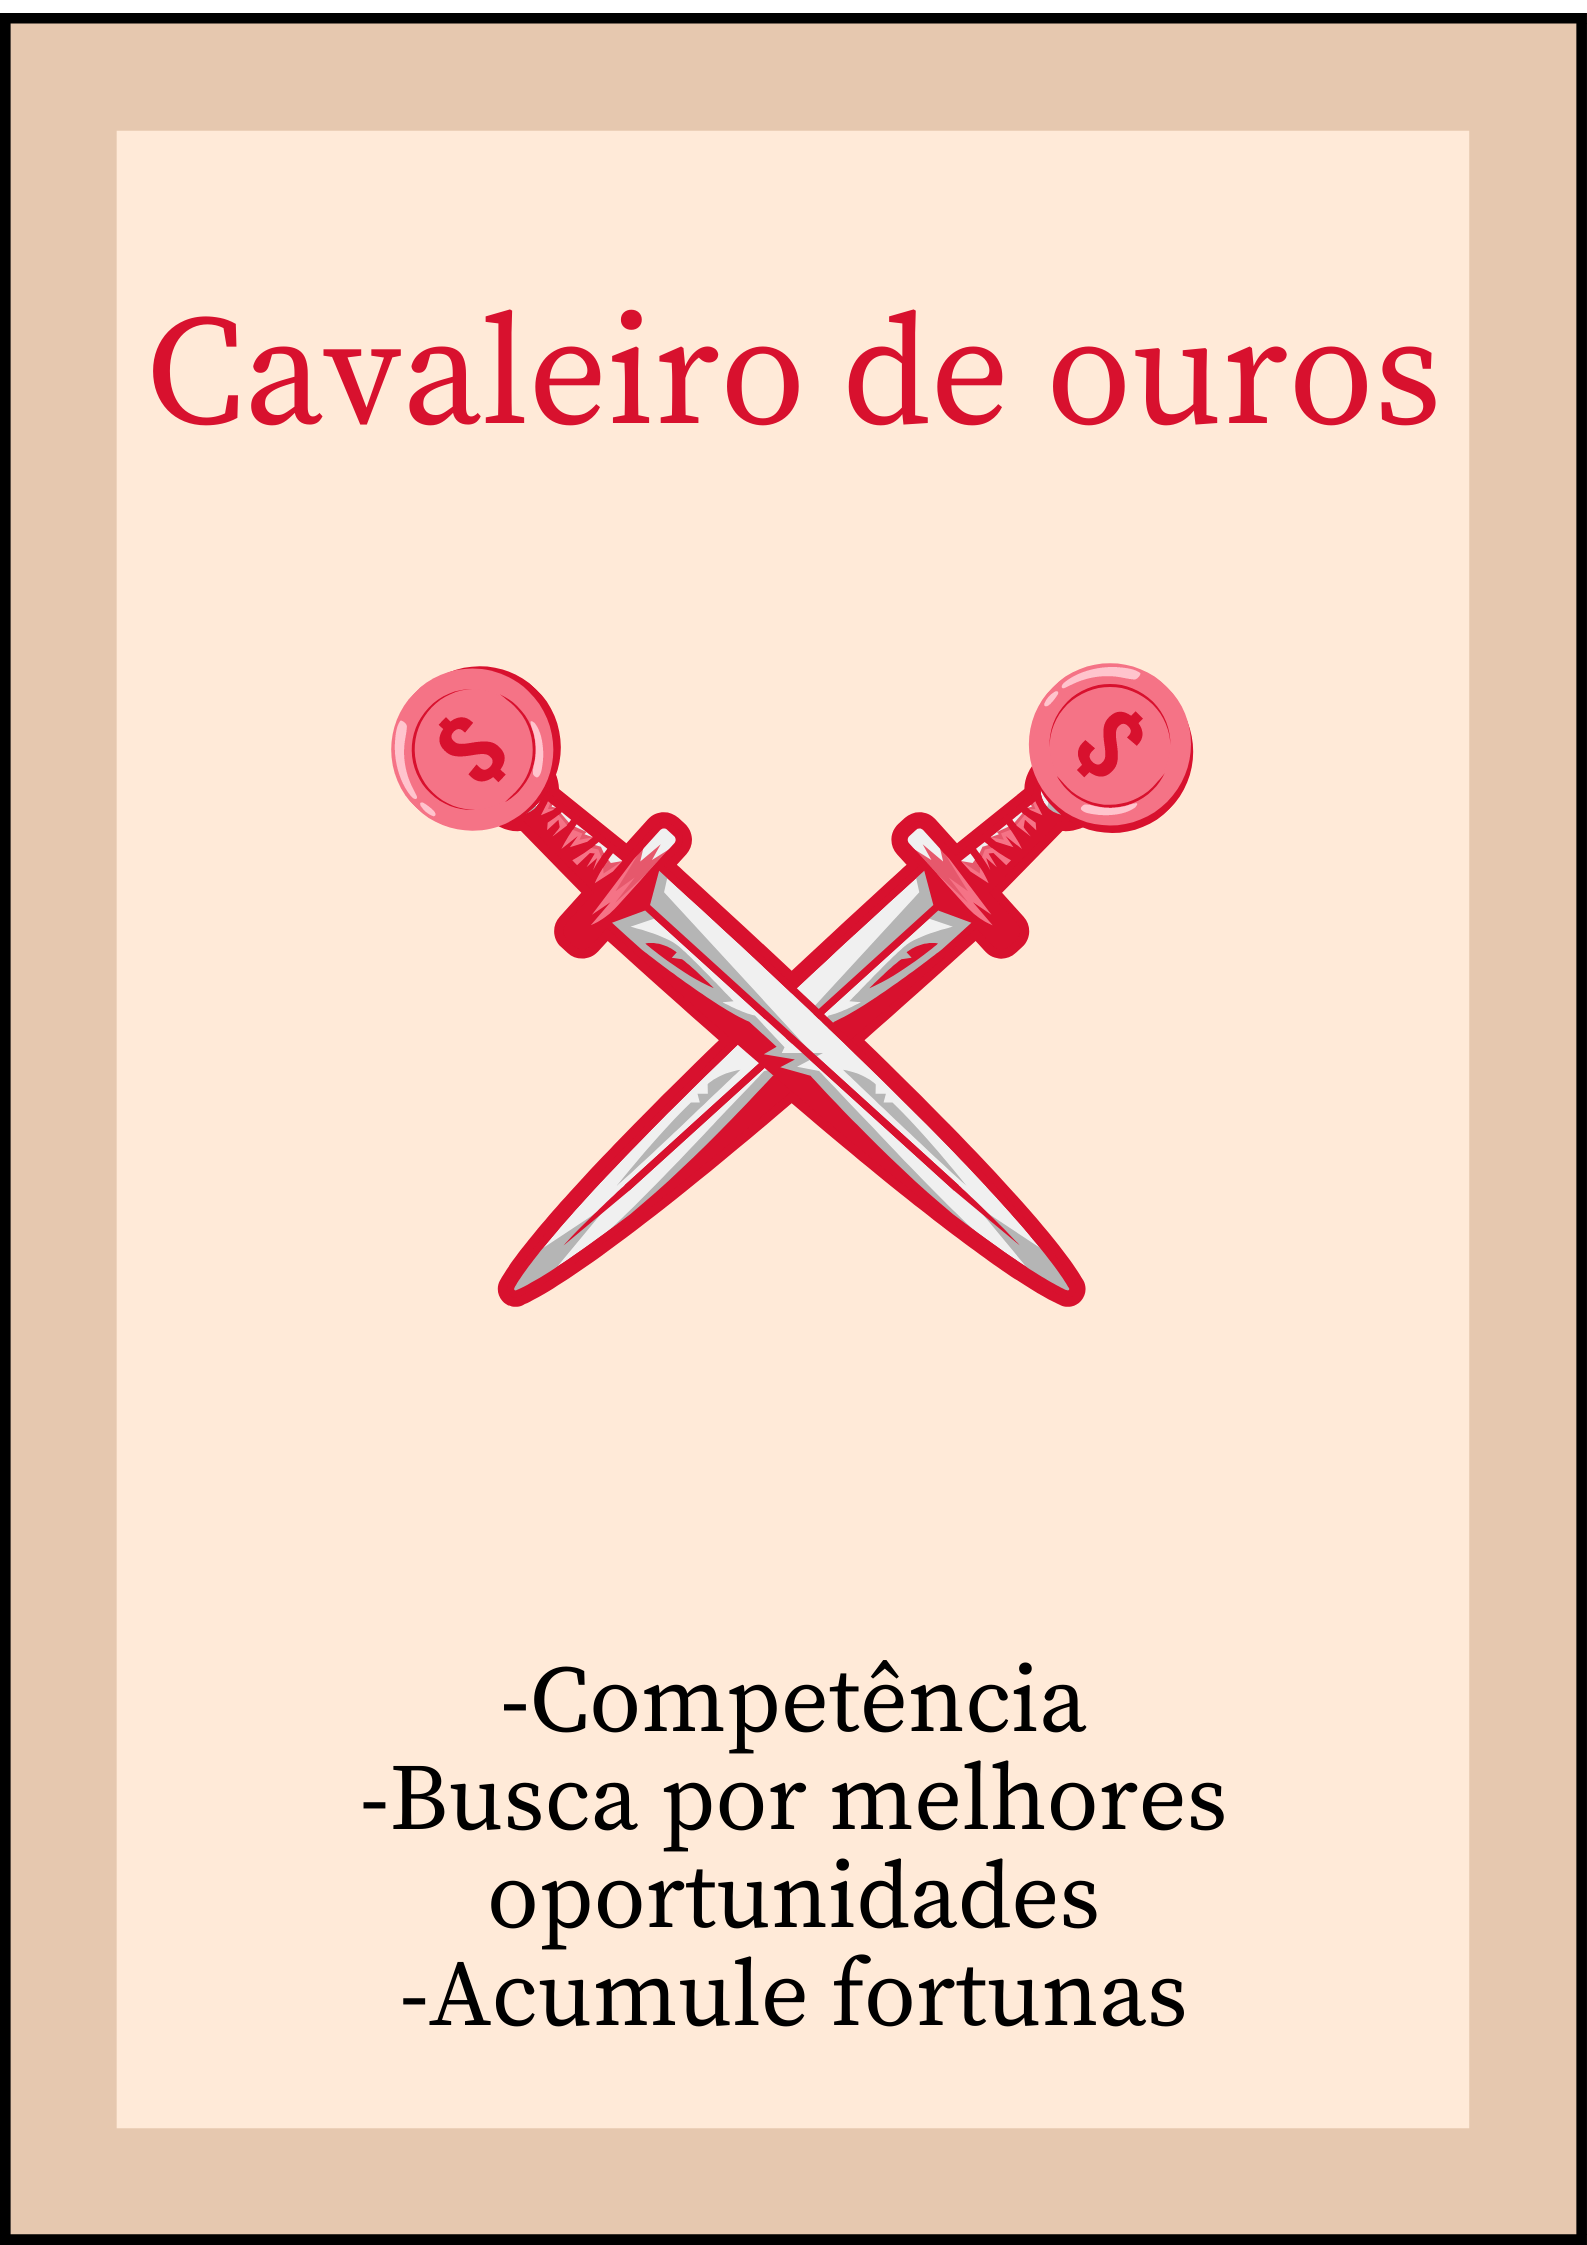 Cavaleiro de ouros
$ $
-Competência
-Busca por melhores
oportunidades
-Acumule fortunas